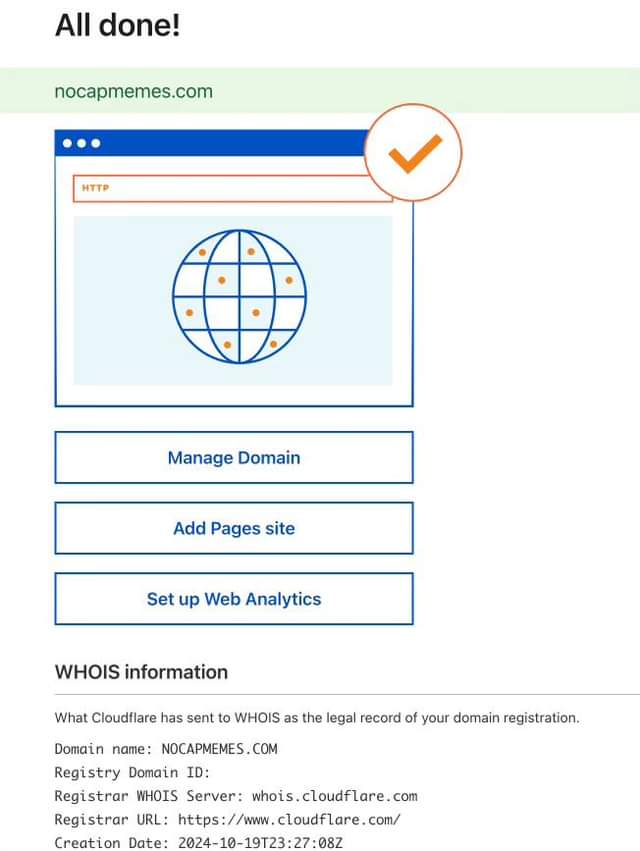 All done!
nocapmemes.com
HTTP
Manage Domain
Add Pages site
Set up Web Analytics
WHOIS information
What Cloudflare has sent to WHOIS as the legal record of your domain registration.
Domain name: NOCAPMEMES.COM
Registry Domain ID:
Registrar WHOIS Server: whois.cloudflare.com
Registrar URL: https://www.cloudflare.com/
Creation Date: 2024-10-19T23:27:08Z